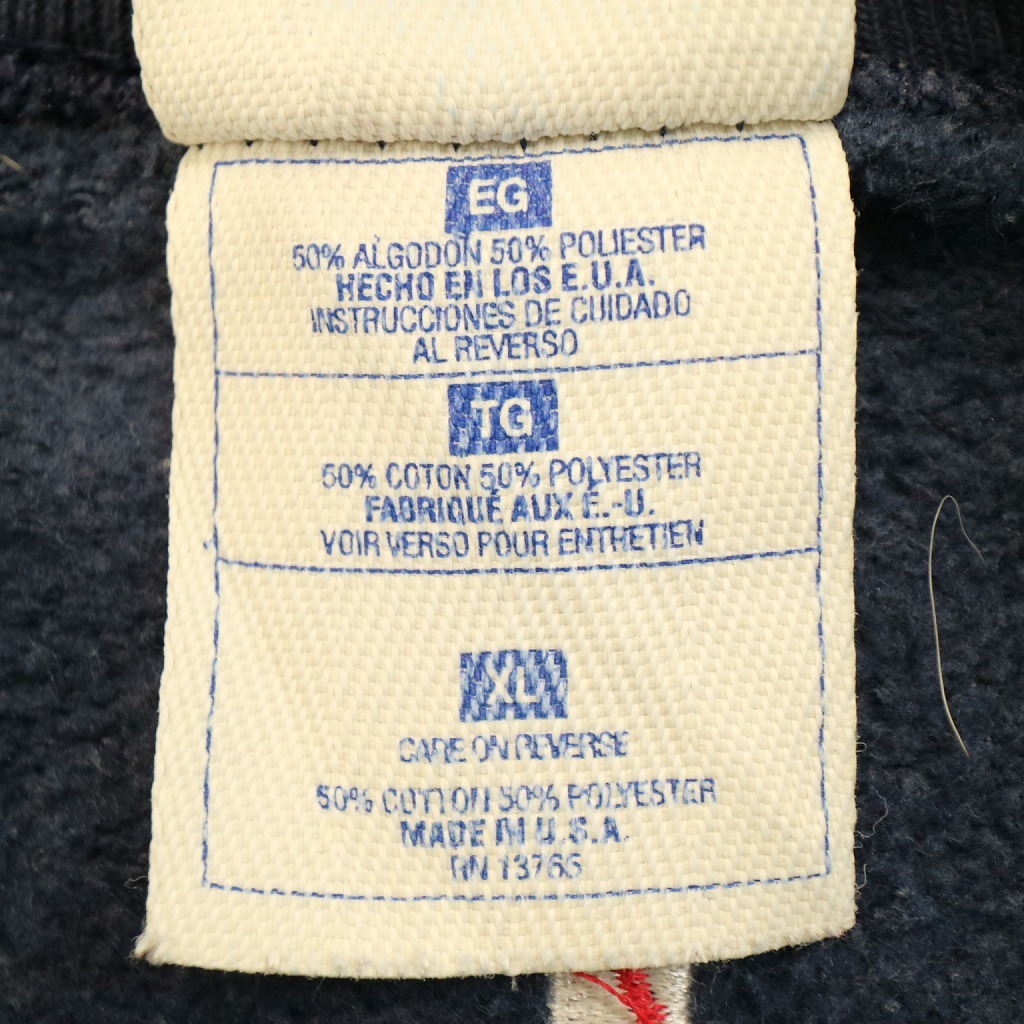 EG
50% ALGODÓN 50% POLIESTER
HECHO EN LOS E.U.A.
INSTRUCCIONES DE CUIDADO
AL REVERSO
TG
50% COTON 50% POLYESTER
FABRIQUÉ AUX É.-U.
VOIR VERSO POUR ENTRETIEN
XL
CARE ON REVERSE
50% COTTON 50% POLYESTER
MADE IN U.S.A.
RN 13765